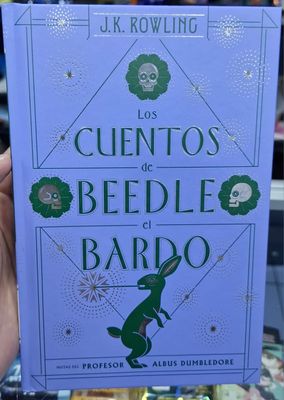 J.K. ROWLING
Los
CUENTOS
de
BEEDLE
el
BARDO
NOTAS DEL PROFESOR ALBUS DUMBLEDORE